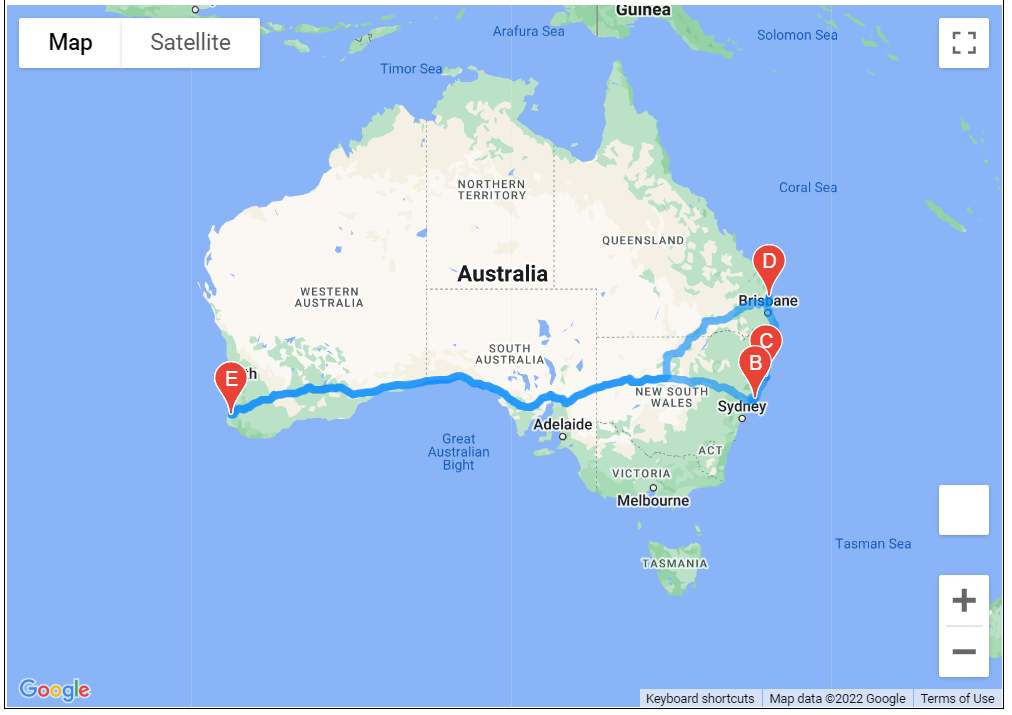 Guinea
Arafura Sea
Solomon Sea
Map
Satellite
Timor Sea
Coral Sea
NORTHERN
TERRITORY
QUEENSLAND
D
Australia
WESTERN
AUSTRALIA
Brisbane
C
SOUTH
AUSTRALIA
B
E
th
NEW SOUTH
WALES
Sydney
Adelaide
Great
Australian
Bight
ACT
VICTORIA
Melbourne
Tasman Sea
TASMANIA
+
−
Google
Keyboard shortcuts
Map data ©2022 Google
Terms of Use